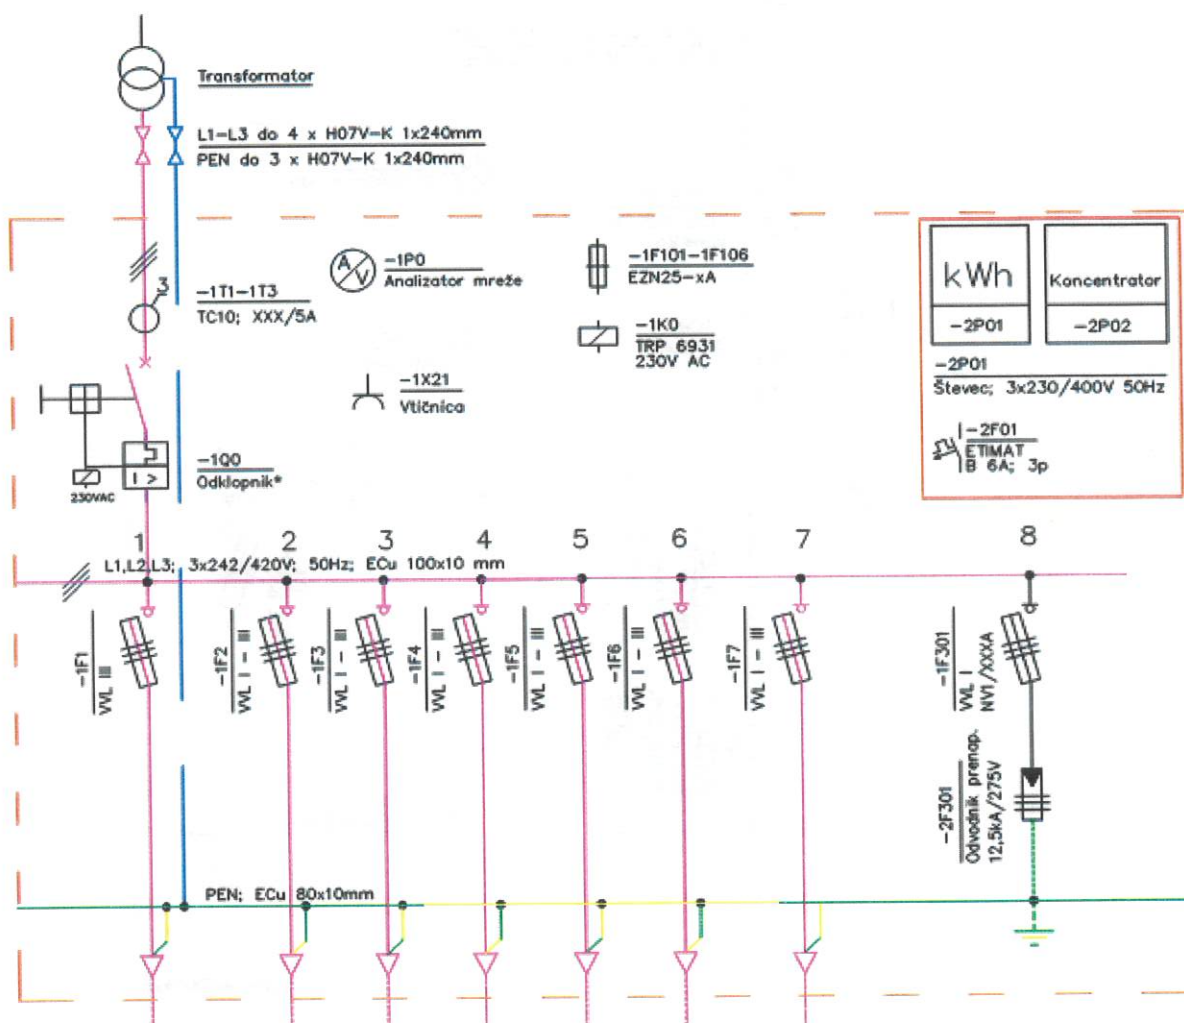 Transformator
L1-L3 do 4 x H07V-K 1x240mm
PEN do 3 x H07V-K 1x240mm
A
V
-1P0
Analizator mreže
-1F101-1F106
EZN25-xA
kWh
-2P01
Koncentrator
-2P02
3
-1T1-1T3
TC10; XXX/5A
-1K0
TRP 6931
230V AC
-2P01
Števec; 3x230/400V 50Hz
-1X21
Vtičnica
-2F01
ETIMAT
B 6A; 3p
I >
230VAC
-1Q0
Odklopnik*
1 2 3 4 5 6 7 8
L1,L2,L3; 3x242/420V; 50Hz; ECu 100x10 mm
-1F1
VVL III
-1F2
VVL I - III
-1F3
VVL I - III
-1F4
VVL I - III
-1F5
VVL I - III
-1F6
VVL I - III
-1F7
VVL I - III
-1F301
VVL I
NV1/XXXA
-2F301
Odvodnik prenap.
12,5kA/275V
PEN; ECu 80x10mm